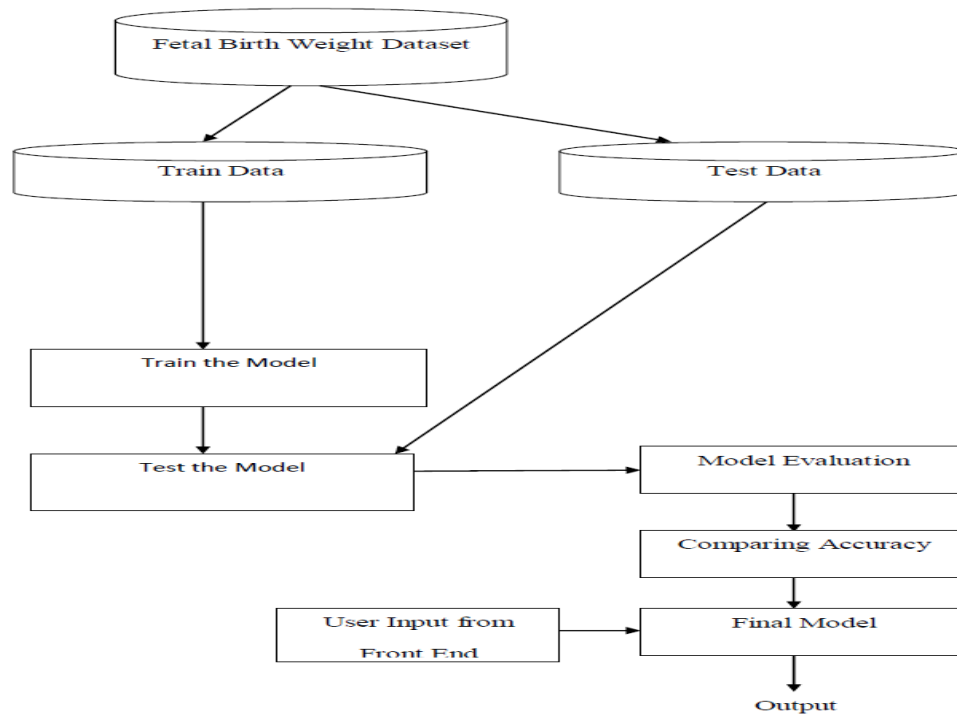 Fetal Birth Weight Dataset
Train Data
Test Data
Train the Model
Test the Model
Model Evaluation
Comparing Accuracy
User Input from
Front End
Final Model
Output